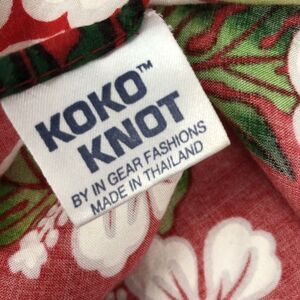 KOKO™
KNOT
BY IN GEAR FASHIONS
MADE IN THAILAND